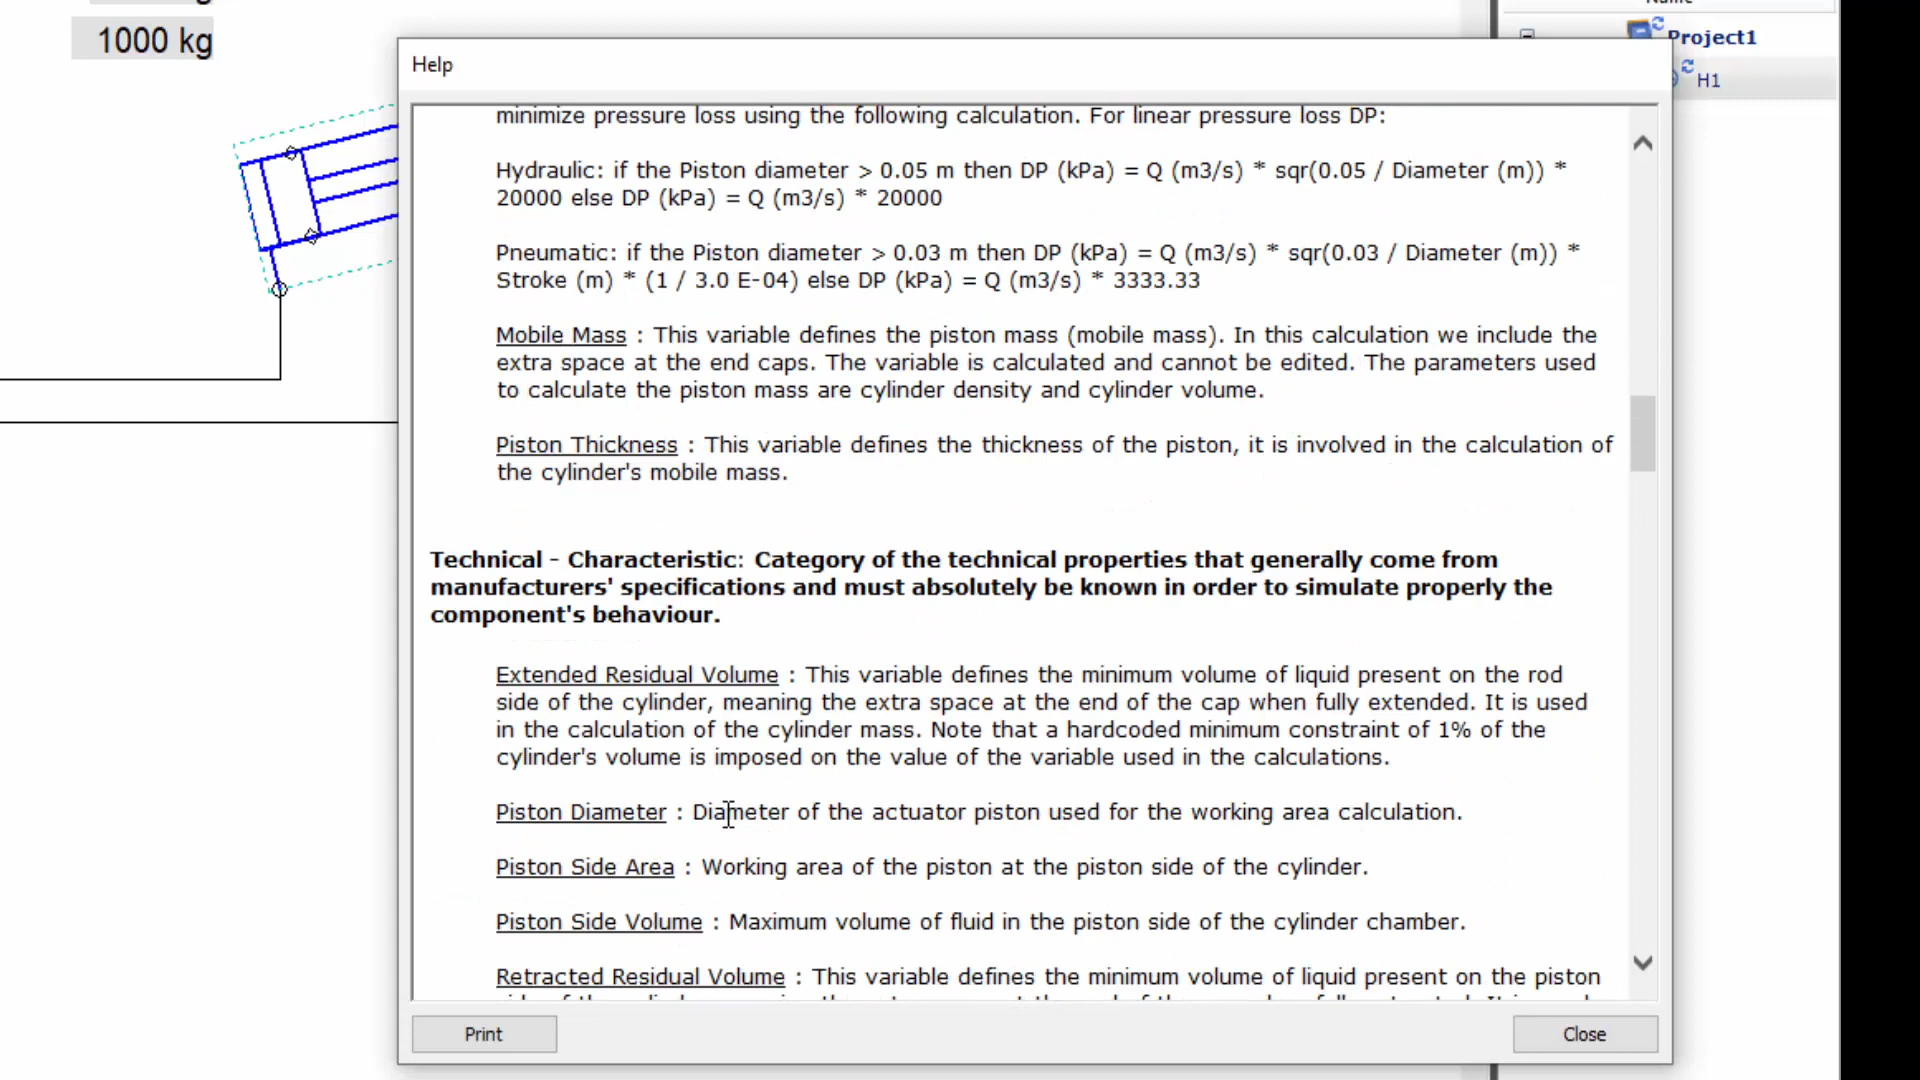 1000 kg
Project1
H1
Help
minimize pressure loss using the following calculation. For linear pressure loss DP:
Hydraulic: if the Piston diameter > 0.05 m then DP (kPa) = Q (m3/s) * sqr(0.05 / Diameter (m)) *
20000 else DP (kPa) = Q (m3/s) * 20000
Pneumatic: if the Piston diameter > 0.03 m then DP (kPa) = Q (m3/s) * sqr(0.03 / Diameter (m)) *
Stroke (m) * (1 / 3.0 E-04) else DP (kPa) = Q (m3/s) * 3333.33
Mobile Mass : This variable defines the piston mass (mobile mass). In this calculation we include the
extra space at the end caps. The variable is calculated and cannot be edited. The parameters used
to calculate the piston mass are cylinder density and cylinder volume.
Piston Thickness : This variable defines the thickness of the piston, it is involved in the calculation of
the cylinder's mobile mass.
Technical - Characteristic: Category of the technical properties that generally come from
manufacturers' specifications and must absolutely be known in order to simulate properly the
component's behaviour.
Extended Residual Volume : This variable defines the minimum volume of liquid present on the rod
side of the cylinder, meaning the extra space at the end of the cap when fully extended. It is used
in the calculation of the cylinder mass. Note that a hardcoded minimum constraint of 1% of the
cylinder's volume is imposed on the value of the variable used in the calculations.
Piston Diameter : Diameter of the actuator piston used for the working area calculation.
Piston Side Area : Working area of the piston at the piston side of the cylinder.
Piston Side Volume : Maximum volume of fluid in the piston side of the cylinder chamber.
Retracted Residual Volume : This variable defines the minimum volume of liquid present on the piston
Print
Close